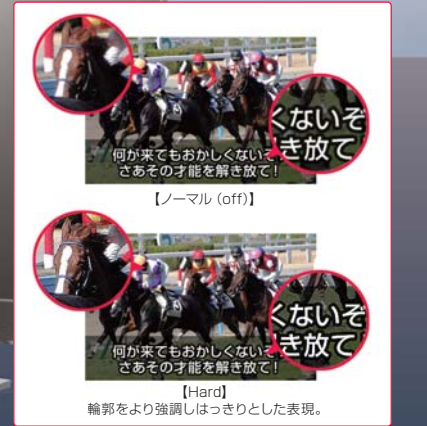 くないぞ
き放て
何が来てもおかしくないぞ
さあその才能を解き放て!
【ノーマル (off)】
くないぞ
き放て
何が来てもおかしくない
さあその才能を解き放て!
【Hard】
輪郭をより強調しはっきりとした表現。